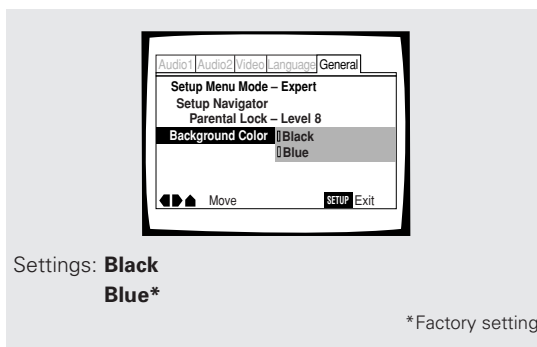 Audio1 Audio2 Video Language General
Setup Menu Mode – Expert
Setup Navigator
Parental Lock – Level 8
Background Color Black
Blue
Move SETUP Exit
Settings: Black
Blue*
*Factory setting